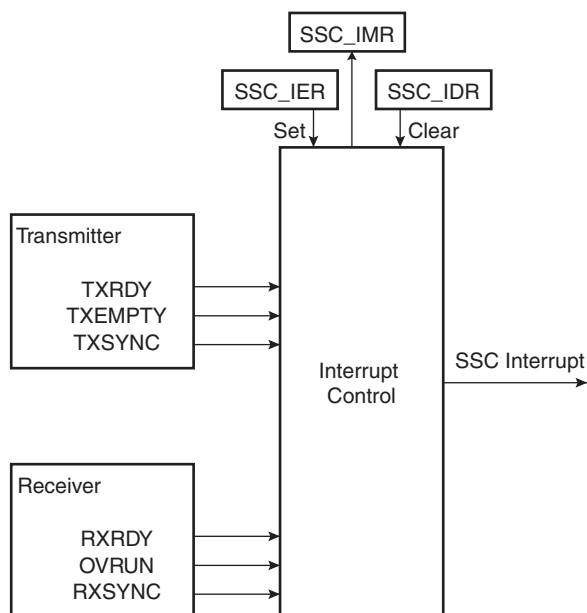 SSC_IMR
SSC_IER
SSC_IDR
Set
Clear
Transmitter
TXRDY
TXEMPTY
TXSYNC
Interrupt
Control
SSC Interrupt
Receiver
RXRDY
OVRUN
RXSYNC